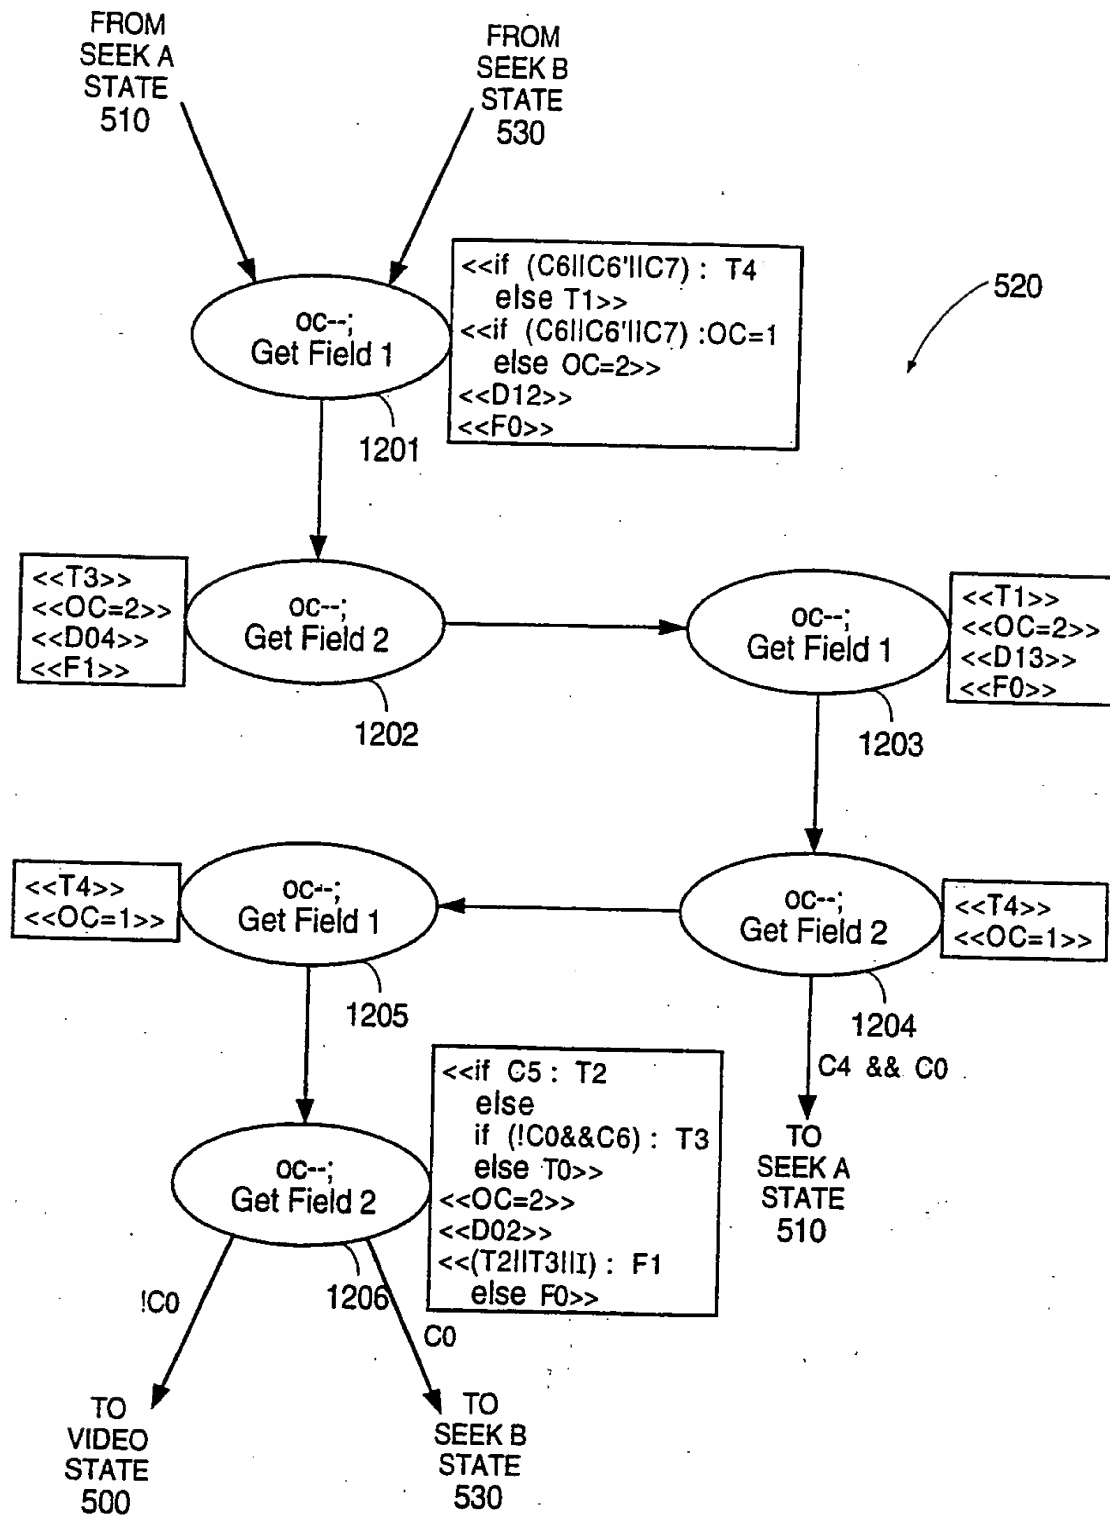 FROM
SEEK A
STATE
510
FROM
SEEK B
STATE
530
oc--;
Get Field 1
1201
<<if (C6||C6'||C7) : T4
else T1>>
<<if (C6||C6'||C7) :OC=1
else OC=2>>
<<D12>>
<<F0>>
520
<<T3>>
<<OC=2>>
<<D04>>
<<F1>>
oc--;
Get Field 2
1202
oc--;
Get Field 1
1203
<<T1>>
<<OC=2>>
<<D13>>
<<F0>>
<<T4>>
<<OC=1>>
oc--;
Get Field 1
1205
oc--;
Get Field 2
1204
<<T4>>
<<OC=1>>
C4 && C0
TO
SEEK A
STATE
510
oc--;
Get Field 2
1206
<<if C5 : T2
else
if (!C0&&C6) : T3
else T0>>
<<OC=2>>
<<D02>>
<<(T2||T3||I) : F1
else F0>>
!C0
C0
TO
VIDEO
STATE
500
TO
SEEK B
STATE
530